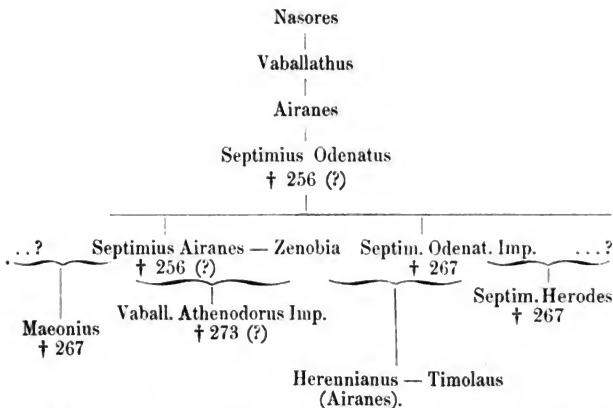 Nasores
Vaballathus
Airanes
Septimius Odenatus
† 256 (?)
. ..? Septimius Airanes — Zenobia Septim. Odenat. Imp. ...?
† 256 (?) † 267
Vaball. Athenodorus Imp. Septim. Herodes
Maeonius † 273 (?) † 267
† 267
Herennianus — Timolaus
(Airanes).